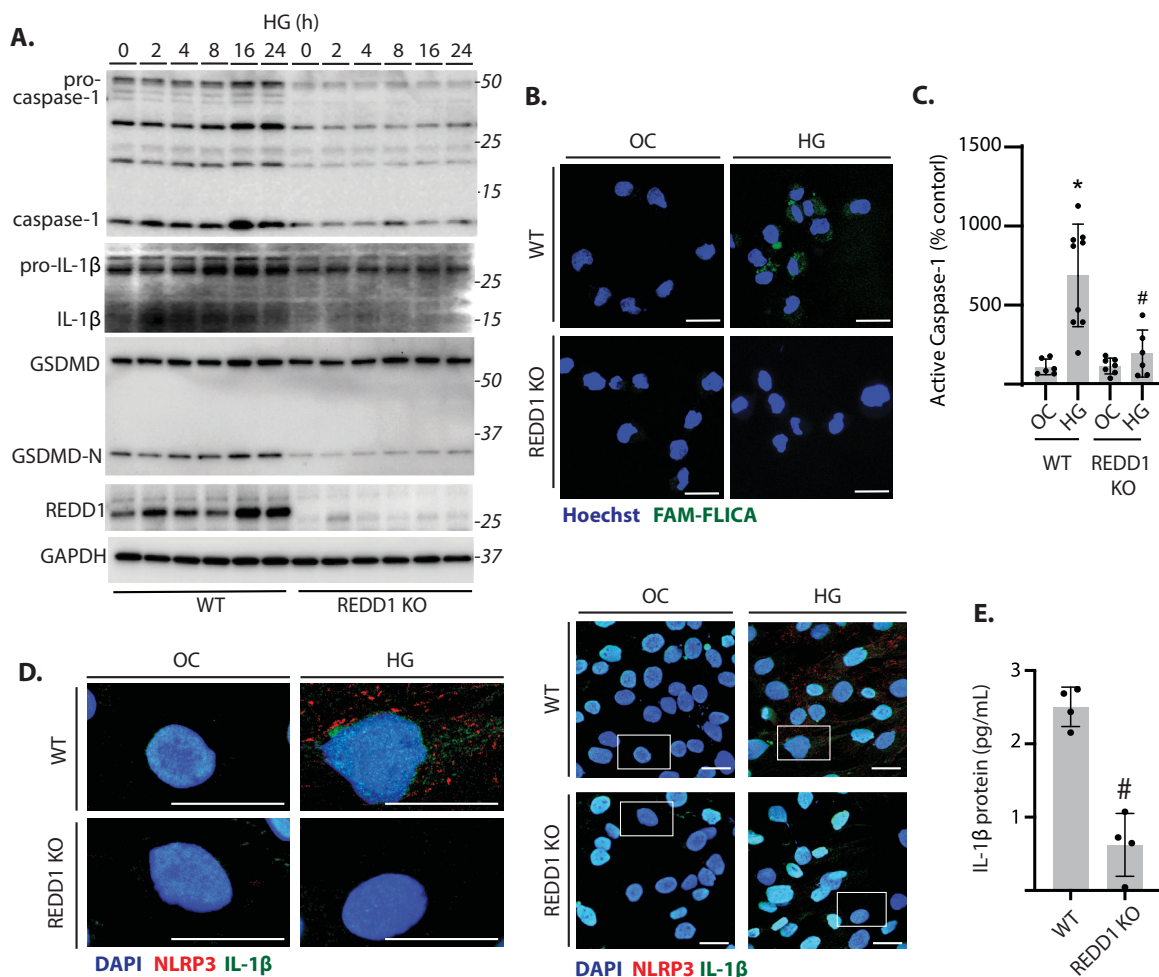 A.
HG (h)
0 2 4 8 16 24 0 2 4 8 16 24
pro-
caspase-1
-50
-25
-15
caspase-1
pro-IL-1β
-25
IL-1β
-15
GSDMD
-50
-37
GSDMD-N
REDD1
-25
GAPDH
-37
WT REDD1 KO
B.
OC HG
WT
REDD1 KO
Hoechst FAM-FLICA
C.
Active Caspase-1 (% contorl)
1500
1000
500
*
#
OC HG OC HG
WT REDD1
KO
D.
OC HG
WT
REDD1 KO
DAPI NLRP3 IL-1β
OC HG
WT
REDD1 KO
DAPI NLRP3 IL-1β
E.
IL-1β protein (pg/mL)
3
2
1
0
#
WT
REDD1 KO